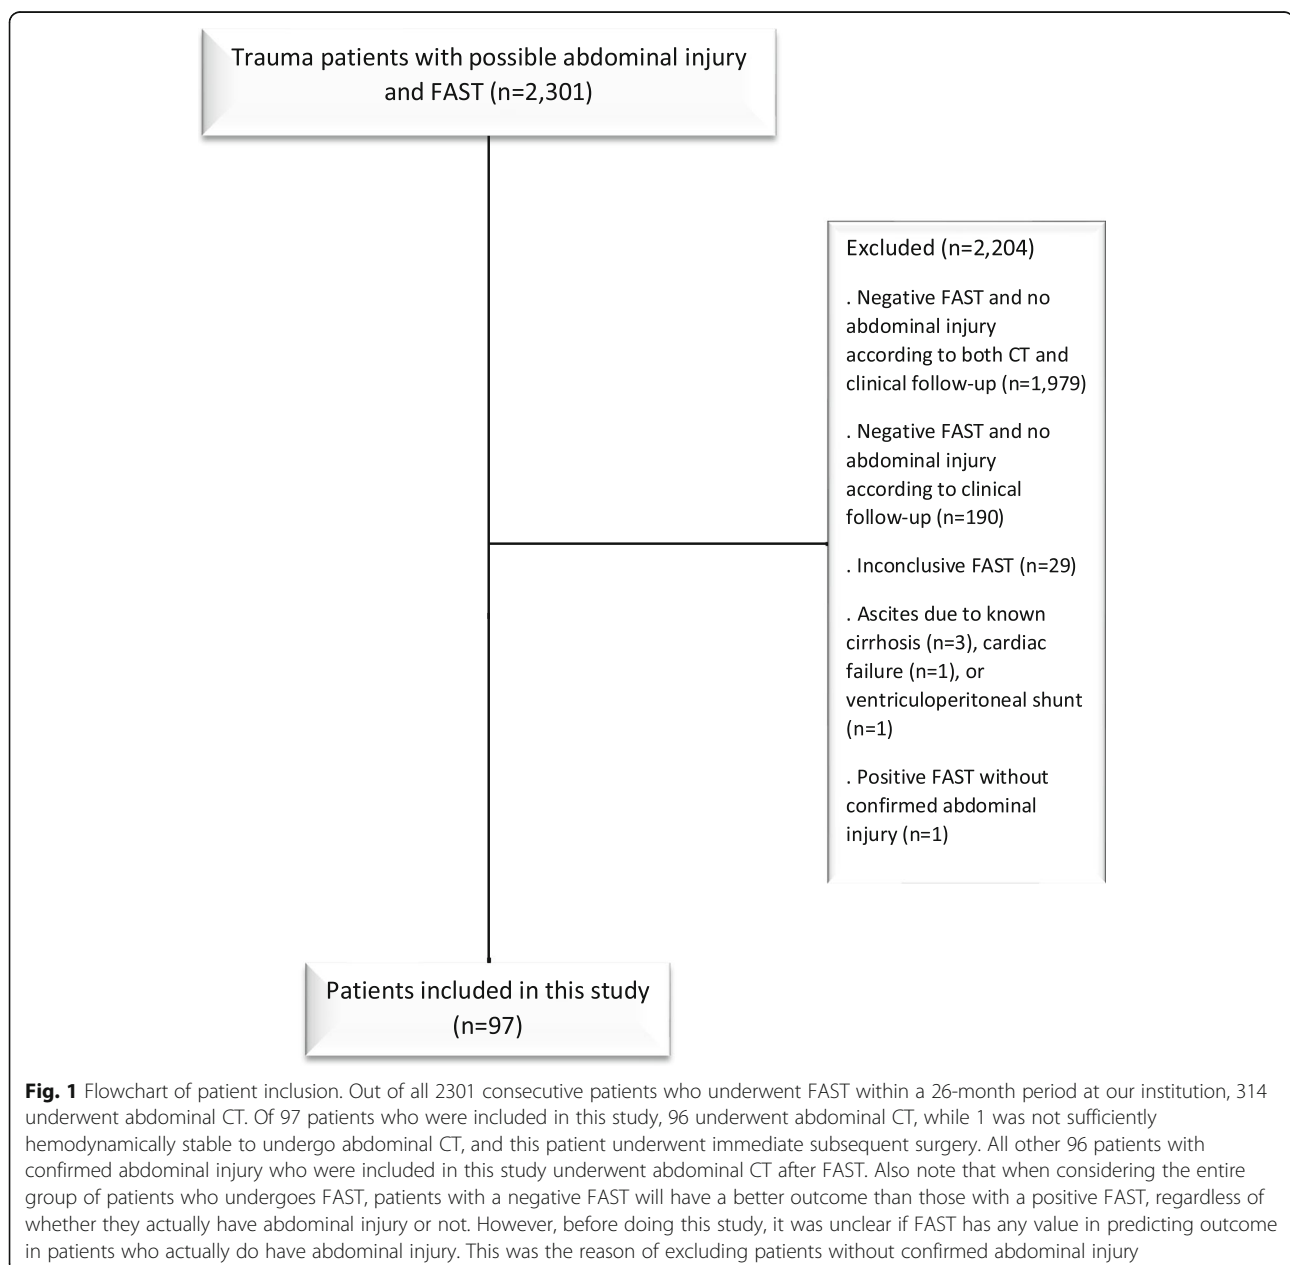 Trauma patients with possible abdominal injury
and FAST (n=2,301)
Excluded (n=2,204)
. Negative FAST and no
abdominal injury
according to both CT and
clinical follow-up (n=1,979)
. Negative FAST and no
abdominal injury
according to clinical
follow-up (n=190)
. Inconclusive FAST (n=29)
. Ascites due to known
cirrhosis (n=3), cardiac
failure (n=1), or
ventriculoperitoneal shunt
(n=1)
. Positive FAST without
confirmed abdominal
injury (n=1)
Patients included in this study
(n=97)
Fig. 1 Flowchart of patient inclusion. Out of all 2301 consecutive patients who underwent FAST within a 26-month period at our institution, 314
underwent abdominal CT. Of 97 patients who were included in this study, 96 underwent abdominal CT, while 1 was not sufficiently
hemodynamically stable to undergo abdominal CT, and this patient underwent immediate subsequent surgery. All other 96 patients with
confirmed abdominal injury who were included in this study underwent abdominal CT after FAST. Also note that when considering the entire
group of patients who undergoes FAST, patients with a negative FAST will have a better outcome than those with a positive FAST, regardless of
whether they actually have abdominal injury or not. However, before doing this study, it was unclear if FAST has any value in predicting outcome
in patients who actually do have abdominal injury. This was the reason of excluding patients without confirmed abdominal injury